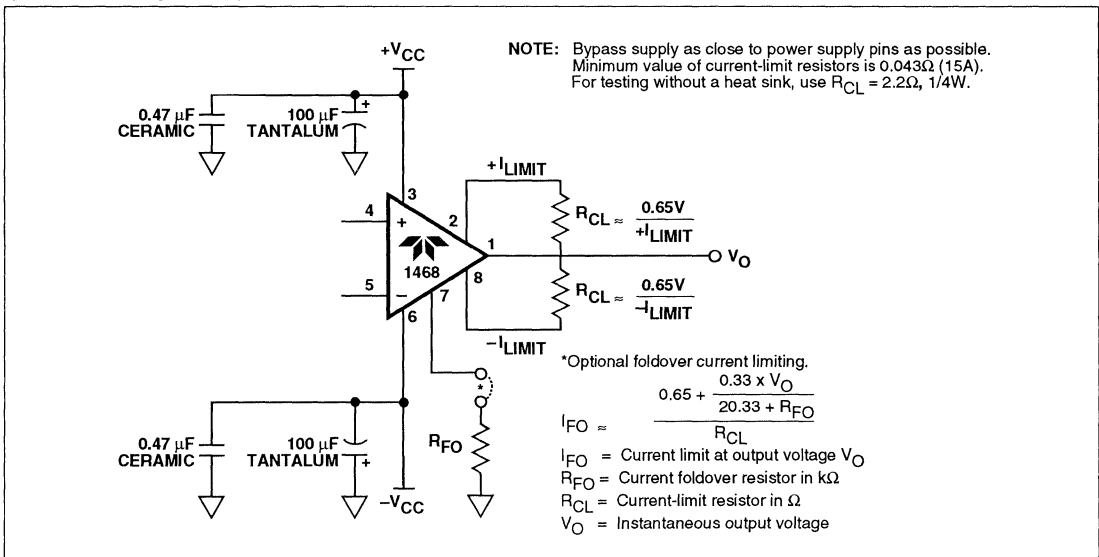 +VCC
NOTE: Bypass supply as close to power supply pins as possible.
Minimum value of current-limit resistors is 0.043Ω (15A).
For testing without a heat sink, use RCL = 2.2Ω, 1/4W.
0.47 µF
CERAMIC
100 µF
TANTALUM
+
+ILIMIT
3
4
+
2
RCL ≈ 0.65V
+ILIMIT
1
VO
1468
8
5
−
7
6
RCL ≈ 0.65V
−ILIMIT
−ILIMIT
*Optional foldover current limiting.
*
0.47 µF
CERAMIC
100 µF
TANTALUM
+
RFO
−VCC
IFO ≈ 0.65 + 0.33 x VO
20.33 + RFO
RCL
IFO = Current limit at output voltage VO
RFO = Current foldover resistor in kΩ
RCL = Current-limit resistor in Ω
VO = Instantaneous output voltage